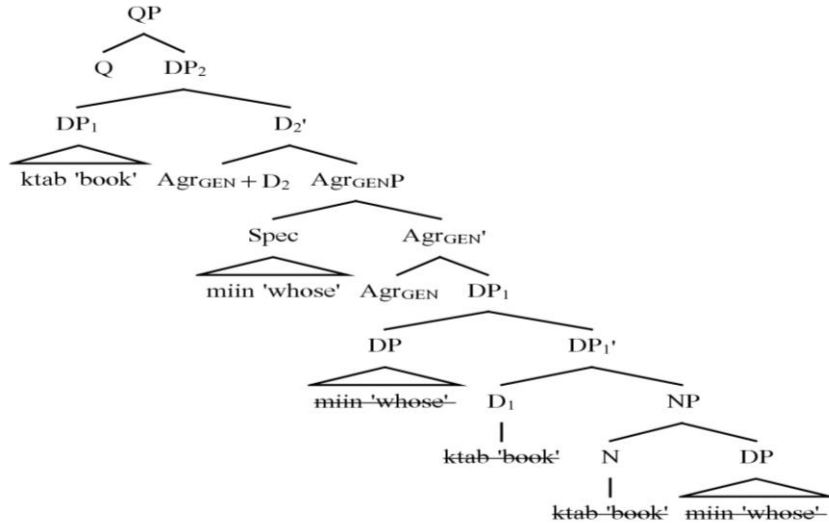 QP
Q DP₂
DP₁ D₂'
ktab 'book' AgrGEN + D₂ AgrGENP
Spec AgrGEN'
miin 'whose' AgrGEN DP₁
DP DP₁'
miin 'whose' D₁ NP
ktab 'book' N DP
ktab 'book' miin 'whose'